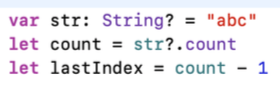 var str: String? = "abc"
let count = str?.count
let lastIndex = count - 1